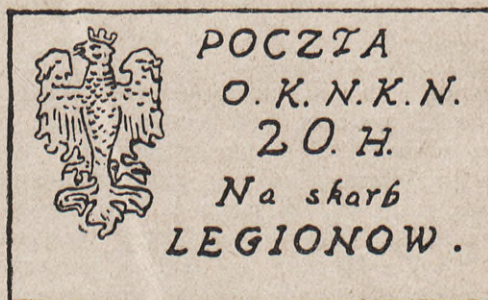 POCZTA
O. K. N. K. N.
20. H.
Na skarb
LEGIONOW.